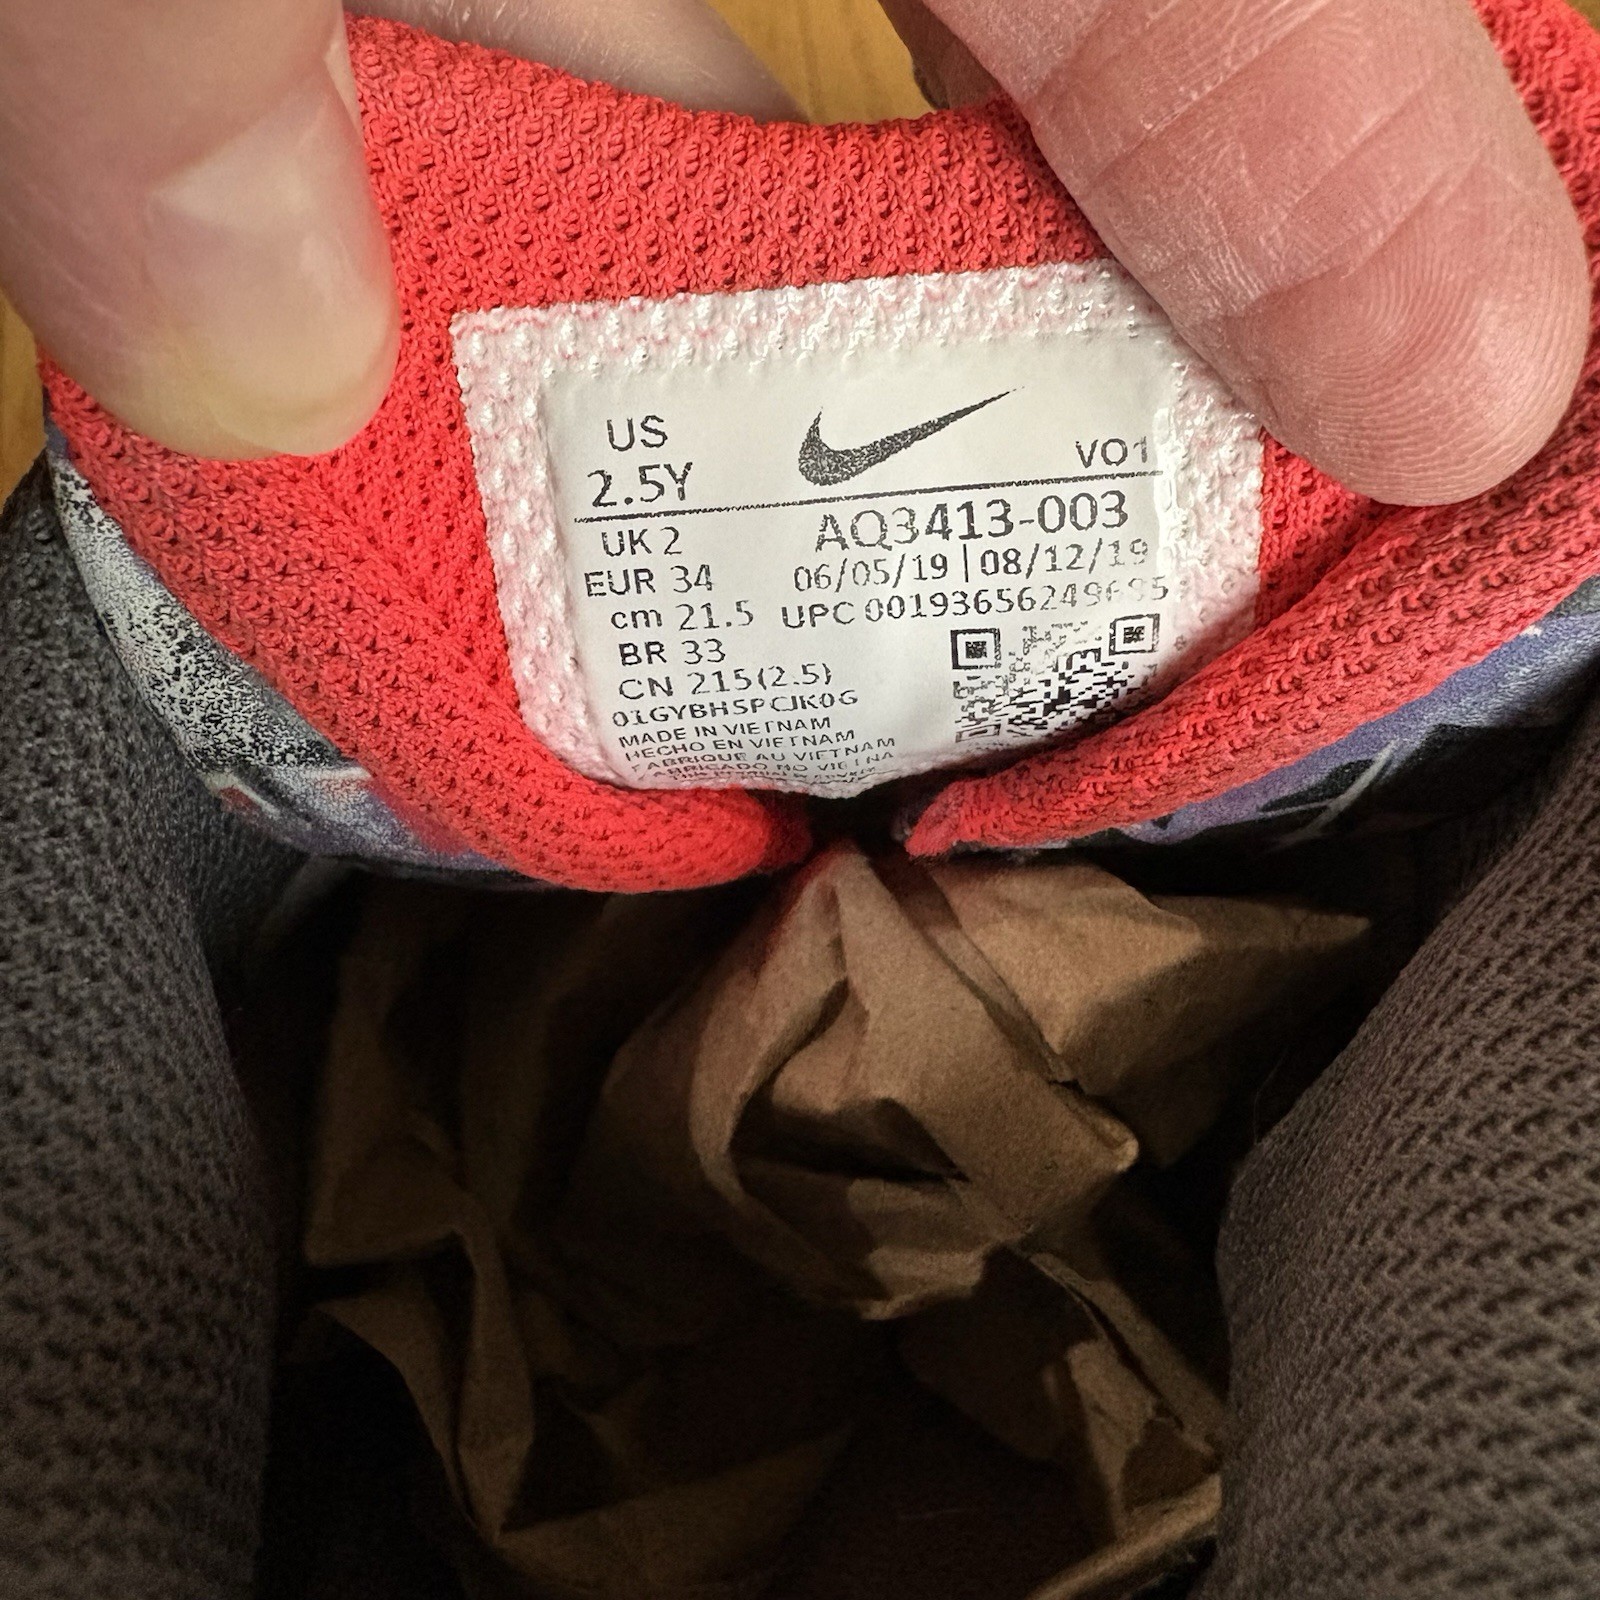 US
2.5Y
VO1
UK 2
AQ3413-003
EUR 34
06/05/19 | 08/12/19
cm 21.5
UPC
BR 33
CN 215(2.5)
01GYBHSPCJK0G
MADE IN VIETNAM
HECHO EN VIETNAM
FABRIQUE AU VIETNAM